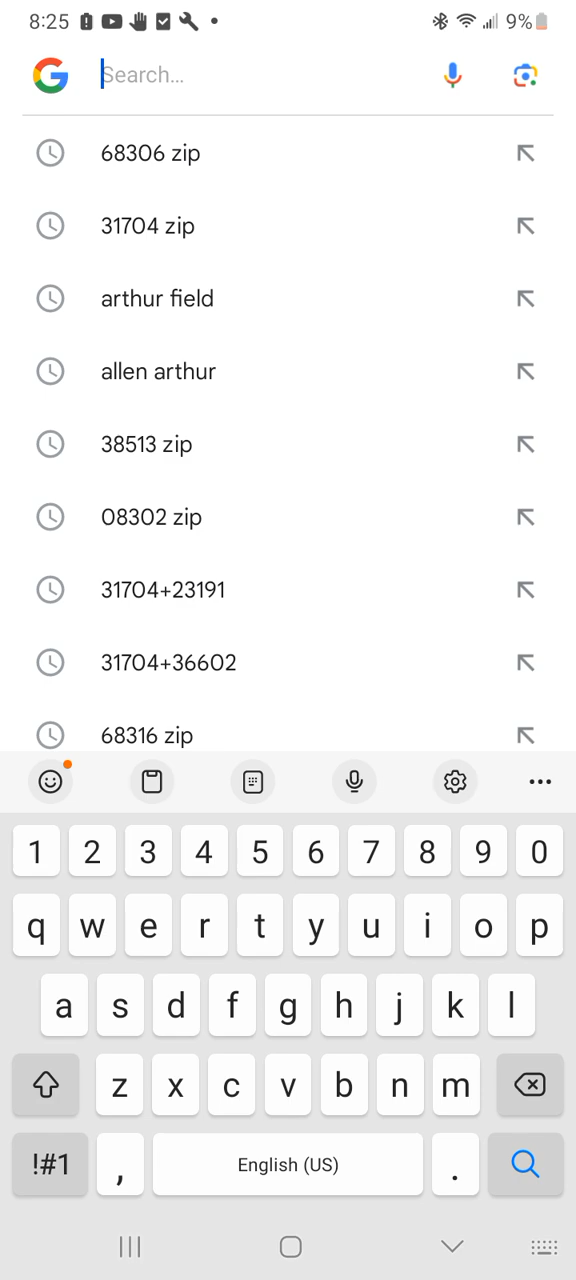 8:25 9%
Search...
68306 zip
31704 zip
arthur field
allen arthur
38513 zip
08302 zip
31704+23191
31704+36602
68316 zip
1 2 3 4 5 6 7 8 9 0
q w e r t y u i o p
a s d f g h j k l
z x c v b n m
!#1 , English (US) .